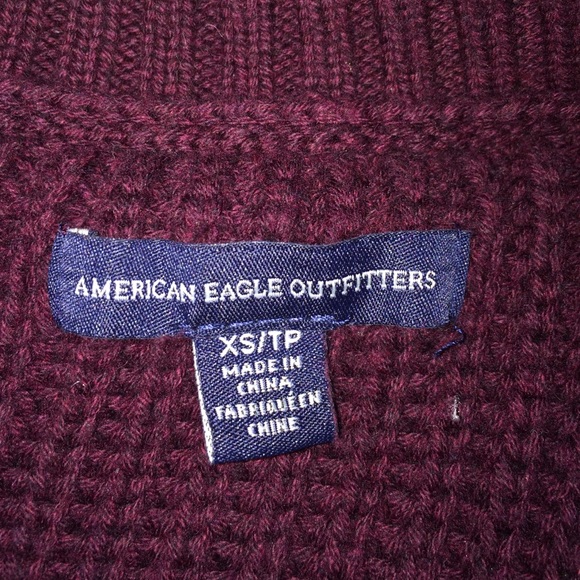 AMERICAN EAGLE OUTFITTERS
XS/TP
MADE IN
CHINA
FABRIQUÉ EN
CHINE